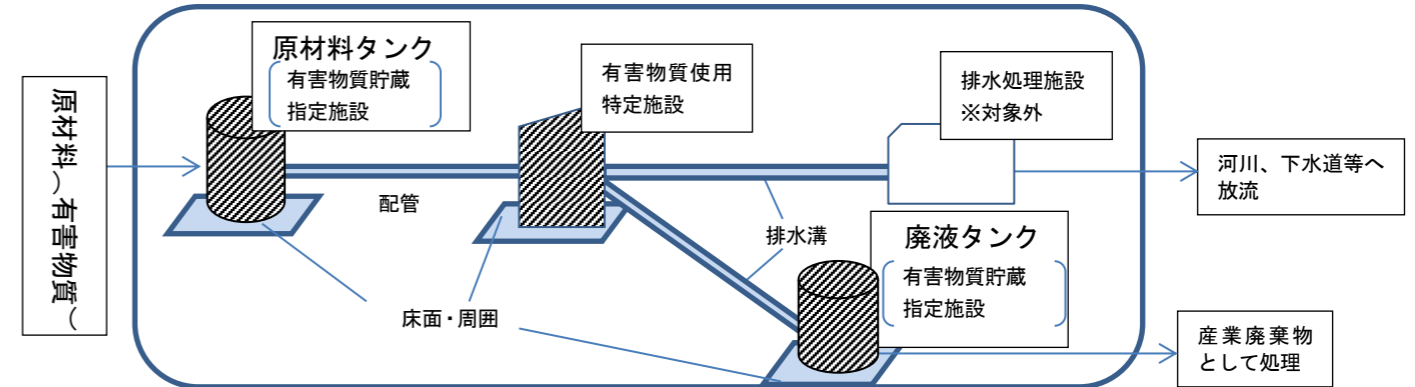 原材料（有害物質）
原材料タンク
有害物質貯蔵
指定施設
配管
有害物質使用
特定施設
排水処理施設
※対象外
河川、下水道等へ
放流
排水溝
廃液タンク
有害物質貯蔵
指定施設
床面・周囲
産業廃棄物
として処理